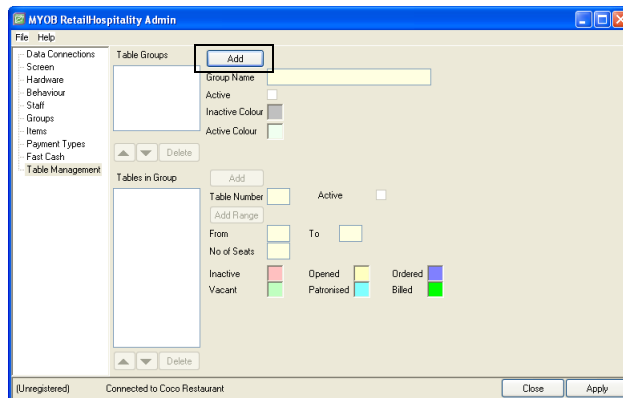 MYOB RetailHospitality Admin
File Help
Data Connections
Screen
Hardware
Behaviour
Staff
Groups
Items
Payment Types
Fast Cash
Table Management
Table Groups
Add
Group Name
Active
Inactive Colour
Active Colour
Delete
Tables in Group
Add
Table Number Active
Add Range
From To
No of Seats
Inactive Opened Ordered
Vacant Patronised Billed
Delete
(Unregistered) Connected to Coco Restaurant Close Apply